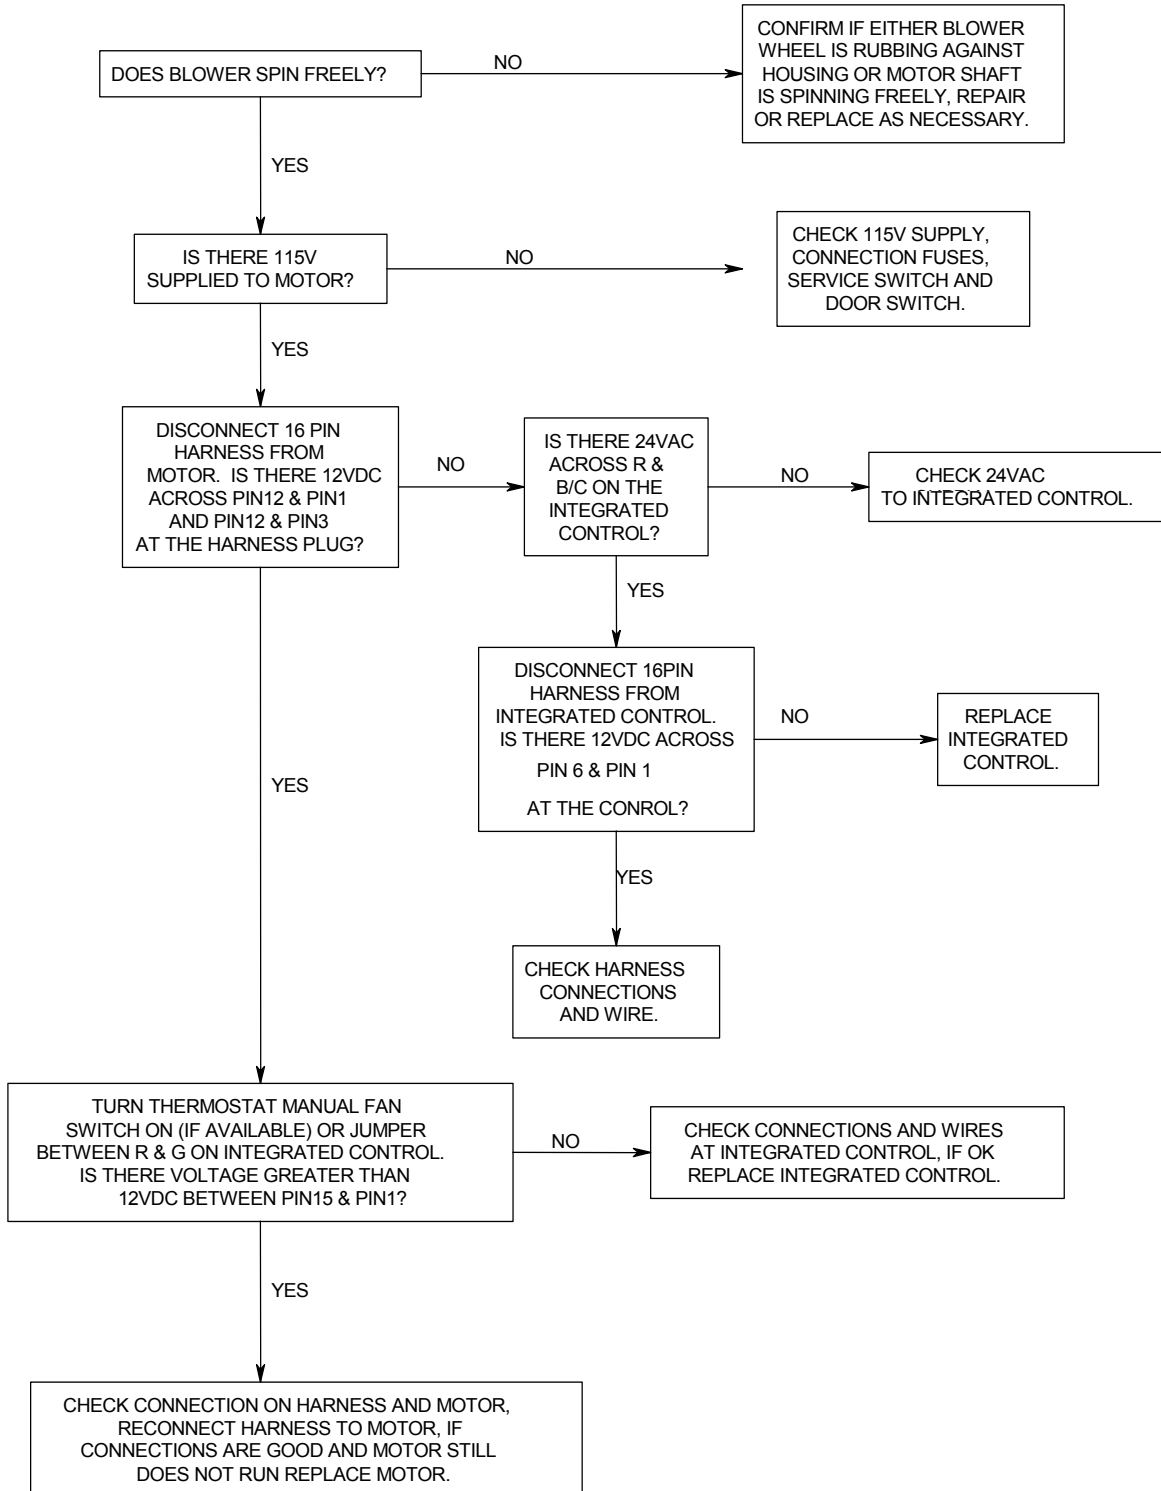 DOES BLOWER SPIN FREELY?
NO
CONFIRM IF EITHER BLOWER
WHEEL IS RUBBING AGAINST
HOUSING OR MOTOR SHAFT
IS SPINNING FREELY, REPAIR
OR REPLACE AS NECESSARY.
YES
IS THERE 115V
SUPPLIED TO MOTOR?
NO
CHECK 115V SUPPLY,
CONNECTION FUSES,
SERVICE SWITCH AND
DOOR SWITCH.
YES
DISCONNECT 16 PIN
HARNESS FROM
MOTOR. IS THERE 12VDC
ACROSS PIN12 & PIN1
AND PIN12 & PIN3
AT THE HARNESS PLUG?
NO
IS THERE 24VAC
ACROSS R &
B/C ON THE
INTEGRATED
CONTROL?
NO
CHECK 24VAC
TO INTEGRATED CONTROL.
YES
DISCONNECT 16PIN
HARNESS FROM
INTEGRATED CONTROL.
IS THERE 12VDC ACROSS
PIN 6 & PIN 1
AT THE CONROL?
NO
REPLACE
INTEGRATED
CONTROL.
YES
CHECK HARNESS
CONNECTIONS
AND WIRE.
YES
TURN THERMOSTAT MANUAL FAN
SWITCH ON (IF AVAILABLE) OR JUMPER
BETWEEN R & G ON INTEGRATED CONTROL.
IS THERE VOLTAGE GREATER THAN
12VDC BETWEEN PIN15 & PIN1?
NO
CHECK CONNECTIONS AND WIRES
AT INTEGRATED CONTROL, IF OK
REPLACE INTEGRATED CONTROL.
YES
CHECK CONNECTION ON HARNESS AND MOTOR,
RECONNECT HARNESS TO MOTOR, IF
CONNECTIONS ARE GOOD AND MOTOR STILL
DOES NOT RUN REPLACE MOTOR.